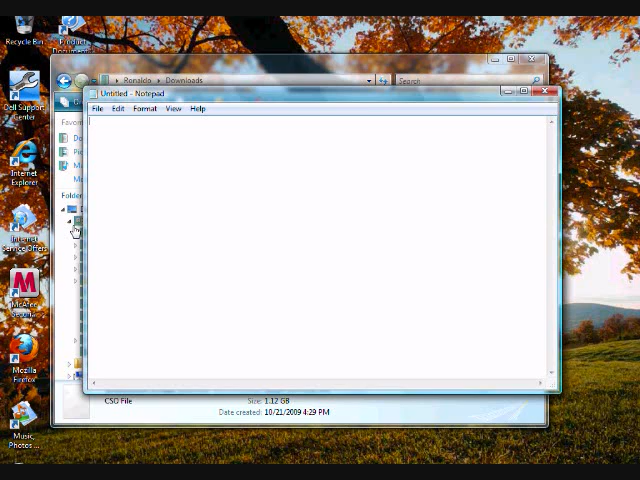 Recycle Bin
Product
Documentation
Dell Support
Center
Internet
Explorer
Internet
Service Offers
McAfee
Mozilla
Firefox
Music,
Photos ...
Ronaldo
Downloads
Search
Untitled - Notepad
File Edit Format View Help
Folder
CSO File
Size: 1.12 GB
Date created: 10/21/2009 4:29 PM